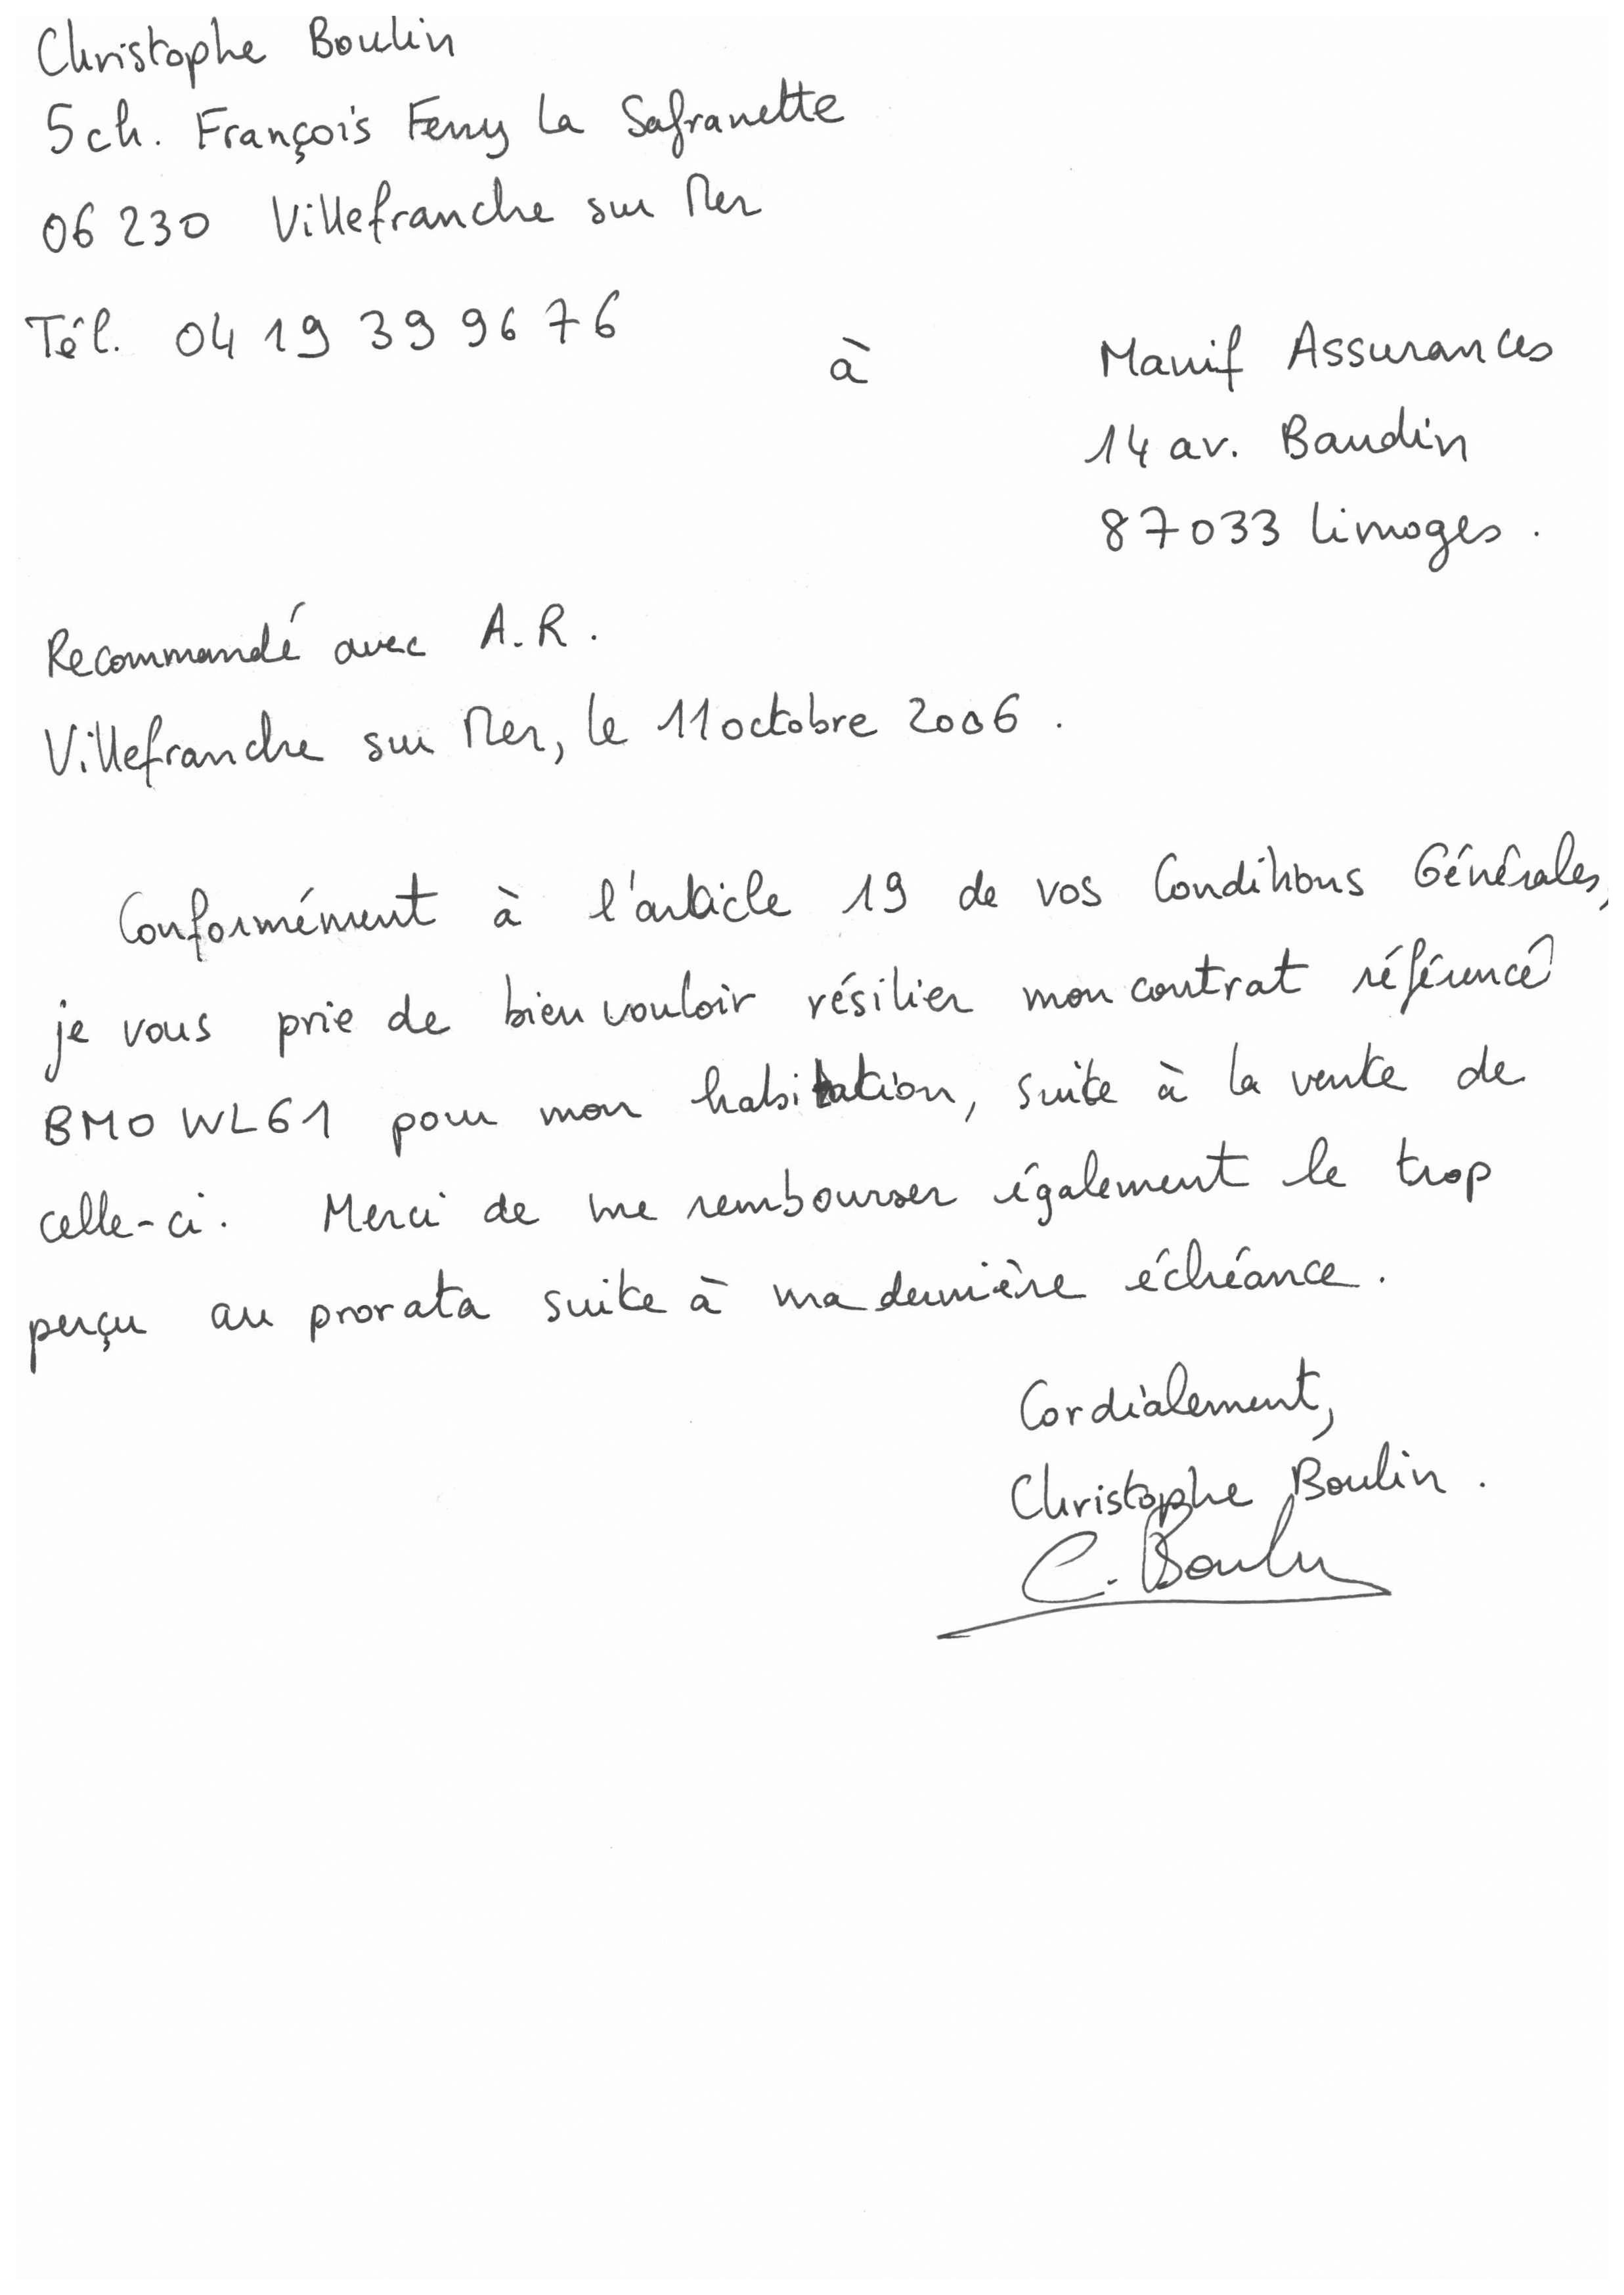 Christophe Boulin
5 ch. François Ferry La Safranette
06 230 Villefranche sur Mer
Tél. 04 19 39 96 76
à
Manif Assurances
14 av. Baudin
87033 Limoges.
Recommandé avec A.R.
Villefranche sur Mer, le 11 octobre 2006.
Conformément à l'article 19 de vos Conditions Générales,
je vous prie de bien vouloir résilier mon contrat référencé
BMOWL61 pour mon habitation, suite à la vente de
celle-ci. Merci de me rembourser également le trop
perçu au prorata suite à ma dernière échéance.
Cordialement,
Christophe Boulin.
C. Boulin